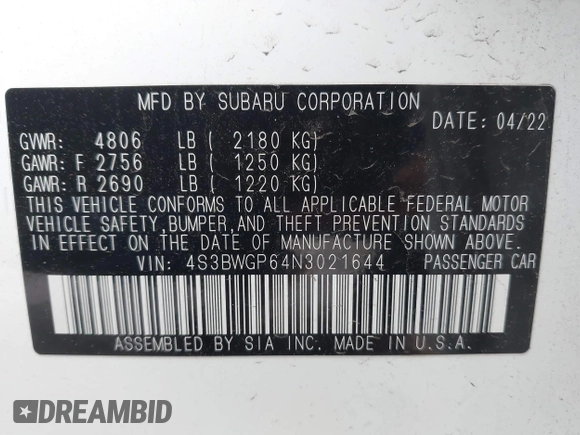 MFD BY SUBARU CORPORATION
DATE: 04/22
GVWR: 4806 LB ( 2180 KG)
GAWR: F 2756 LB ( 1250 KG)
GAWR: R 2690 LB ( 1220 KG)
THIS VEHICLE CONFORMS TO ALL APPLICABLE FEDERAL MOTOR
VEHICLE SAFETY, BUMPER, AND THEFT PREVENTION STANDARDS
IN EFFECT ON THE DATE OF MANUFACTURE SHOWN ABOVE.
VIN: 4S3BWGP64N3021644 PASSENGER CAR
ASSEMBLED BY SIA INC. MADE IN U.S.A.
DREAMBID